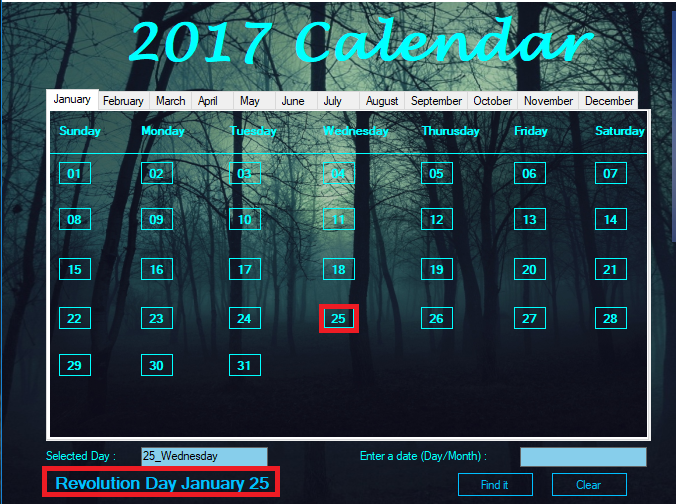 2017 Calendar
January February March April May June July August September October November December
Sunday Monday Tuesday Wednesday Thurusday Friday Saturday
01 02 03 04 05 06 07
08 09 10 11 12 13 14
15 16 17 18 19 20 21
22 23 24 25 26 27 28
29 30 31
Selected Day : 25_Wednesday Enter a date (Day/Month) :
Revolution Day January 25 Find it Clear